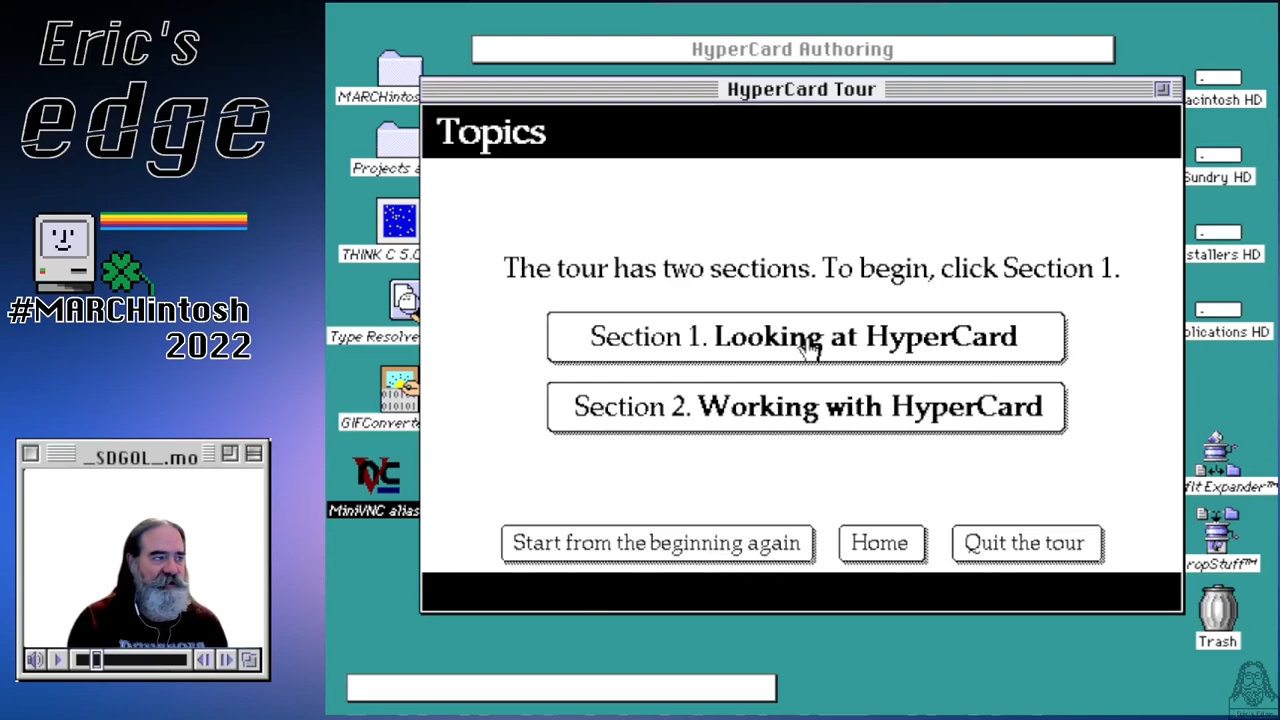 Eric's
edge
#MARCHintosh
2022
_SDGOL_.mo
HyperCard Authoring
HyperCard Tour
Topics
The tour has two sections. To begin, click Section 1.
Section 1. Looking at HyperCard
Section 2. Working with HyperCard
Start from the beginning again
Home
Quit the tour
MARCHintos
Projects a
THINK C 5.0
Type Resolve
GIFConverte
MiniVNC alias
acintosh HD
Sundry HD
stallers HD
plications HD
fIt Expander™
ropStuff™
Trash